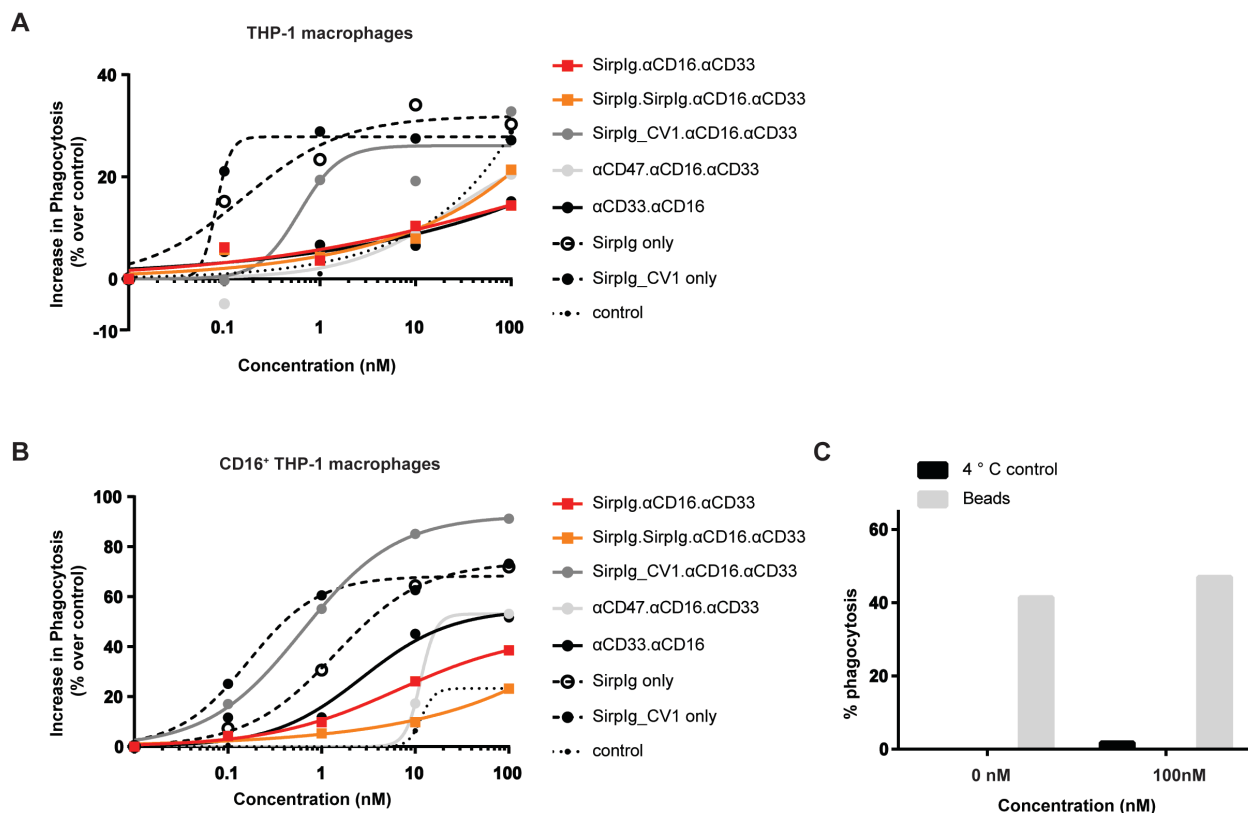 A
THP-1 macrophages
Increase in Phagocytosis
(% over control)
40
20
0
-10
0.1 1 10 100
Concentration (nM)
SirpIg.αCD16.αCD33
SirpIg.SirpIg.αCD16.αCD33
SirpIg_CV1.αCD16.αCD33
αCD47.αCD16.αCD33
αCD33.αCD16
SirpIg only
SirpIg_CV1 only
control
B
CD16⁺ THP-1 macrophages
Increase in Phagocytosis
(% over control)
100
80
60
40
20
0
0.1 1 10 100
Concentration (nM)
SirpIg.αCD16.αCD33
SirpIg.SirpIg.αCD16.αCD33
SirpIg_CV1.αCD16.αCD33
αCD47.αCD16.αCD33
αCD33.αCD16
SirpIg only
SirpIg_CV1 only
control
C
4 ° C control
Beads
% phagocytosis
60
40
20
0
0 nM 100nM
Concentration (nM)